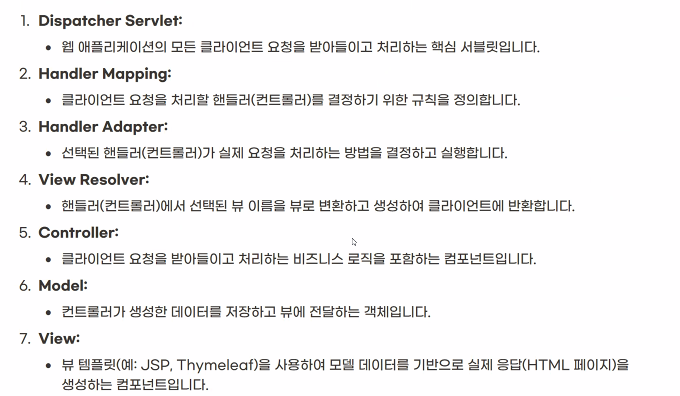 1. Dispatcher Servlet:
• 웹 애플리케이션의 모든 클라이언트 요청을 받아들이고 처리하는 핵심 서블릿입니다.
2. Handler Mapping:
• 클라이언트 요청을 처리할 핸들러(컨트롤러)를 결정하기 위한 규칙을 정의합니다.
3. Handler Adapter:
• 선택된 핸들러(컨트롤러)가 실제 요청을 처리하는 방법을 결정하고 실행합니다.
4. View Resolver:
• 핸들러(컨트롤러)에서 선택된 뷰 이름을 뷰로 변환하고 생성하여 클라이언트에 반환합니다.
5. Controller:
• 클라이언트 요청을 받아들이고 처리하는 비즈니스 로직을 포함하는 컴포넌트입니다.
6. Model:
• 컨트롤러가 생성한 데이터를 저장하고 뷰에 전달하는 객체입니다.
7. View:
• 뷰 템플릿(예: JSP, Thymeleaf)을 사용하여 모델 데이터를 기반으로 실제 응답(HTML 페이지)을
생성하는 컴포넌트입니다.